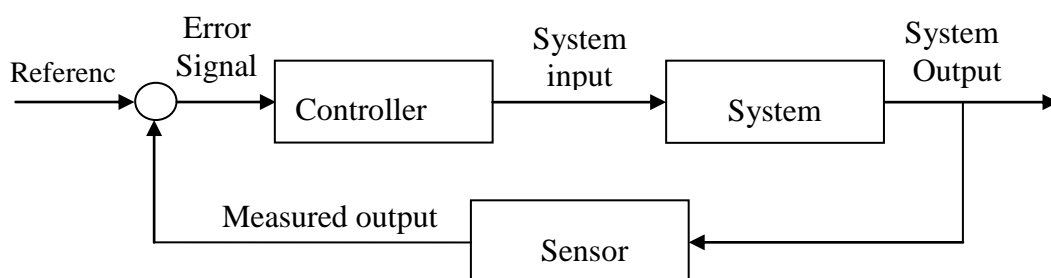 Referenc
Error
Signal
Controller
System
input
System
System
Output
Measured output
Sensor